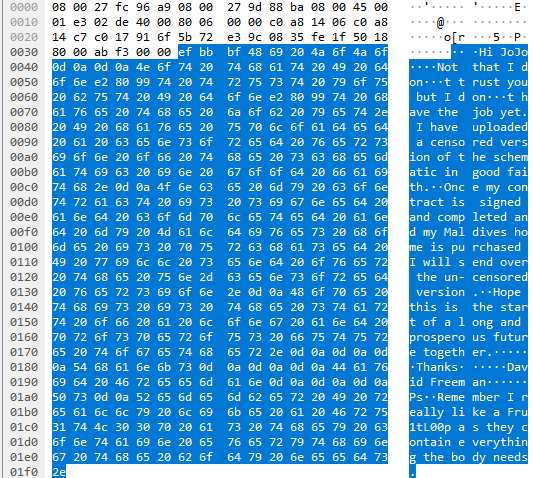 0000 08 00 27 fc 96 a9 08 00 27 9d 88 ba 08 00 45 00 ··'····· '·····E·
0010 01 e3 02 de 40 00 80 06 00 00 c0 a8 14 06 c0 a8 ····@··· ········
0020 14 c7 c0 17 91 6f 5b 72 e3 9c 08 35 fe 1f 50 18 ·····o[r ···5··P·
0030 80 00 ab f3 00 00 ef bb bf 48 69 20 4a 6f 4a 6f ········ ·Hi JoJo
0040 0d 0a 0d 0a 4e 6f 74 20 74 68 61 74 20 49 20 64 ····Not  that I d
0050 6f 6e e2 80 99 74 20 74 72 75 73 74 20 79 6f 75 on···t t rust you
0060 20 62 75 74 20 49 20 64 6f 6e e2 80 99 74 20 68  but I d on···t h
0070 61 76 65 20 74 68 65 20 6a 6f 62 20 79 65 74 2e ave the  job yet.
0080 20 49 20 68 61 76 65 20 75 70 6c 6f 61 64 65 64  I have  uploaded
0090 20 61 20 63 65 6e 73 6f 72 65 64 20 76 65 72 73  a censo red vers
00a0 69 6f 6e 20 6f 66 20 74 68 65 20 73 63 68 65 6d ion of t he schem
00b0 61 74 69 63 20 69 6e 20 67 6f 6f 64 20 66 61 69 atic in  good fai
00c0 74 68 2e 0d 0a 4f 6e 63 65 20 6d 79 20 63 6f 6e th.··Onc e my con
00d0 74 72 61 63 74 20 69 73 20 73 69 67 6e 65 64 20 tract is  signed 
00e0 61 6e 64 20 63 6f 6d 70 6c 65 74 65 64 20 61 6e and comp leted an
00f0 64 20 6d 79 20 4d 61 6c 64 69 76 65 73 20 68 6f d my Mal dives ho
0100 6d 65 20 69 73 20 70 75 72 63 68 61 73 65 64 20 me is pu rchased 
0110 49 20 77 69 6c 6c 20 73 65 6e 64 20 6f 76 65 72 I will s end over
0120 20 74 68 65 20 75 6e 2d 63 65 6e 73 6f 72 65 64  the un- censored
0130 20 76 65 72 73 69 6f 6e 2e 0d 0a 48 6f 70 65 20  version .··Hope 
0140 74 68 69 73 20 69 73 20 74 68 65 20 73 74 61 72 this is  the star
0150 74 20 6f 66 20 61 20 6c 6f 6e 67 20 61 6e 64 20 t of a l ong and 
0160 70 72 6f 73 70 65 72 6f 75 73 20 66 75 74 75 72 prospero us futur
0170 65 20 74 6f 67 65 74 68 65 72 2e 0d 0a 0d 0a 0d e togeth er.·····
0180 0a 54 68 61 6e 6b 73 0d 0a 0d 0a 0d 0a 44 61 76 ·Thanks· ·····Dav
0190 69 64 20 46 72 65 65 6d 61 6e 0d 0a 0d 0a 0d 0a id Freem an······
01a0 50 73 0d 0a 52 65 6d 65 6d 62 65 72 20 49 20 72 Ps··Reme mber I r
01b0 65 61 6c 6c 79 20 6c 69 6b 65 20 61 20 46 72 75 eally li ke a Fru
01c0 31 74 4c 30 30 70 20 61 73 20 74 68 65 79 20 63 1tL00p a s they c
01d0 6f 6e 74 61 69 6e 20 65 76 65 72 79 74 68 69 6e ontain e verythin
01e0 67 20 74 68 65 20 62 6f 64 79 20 6e 65 65 64 73 g the bo dy needs
01f0 2e .